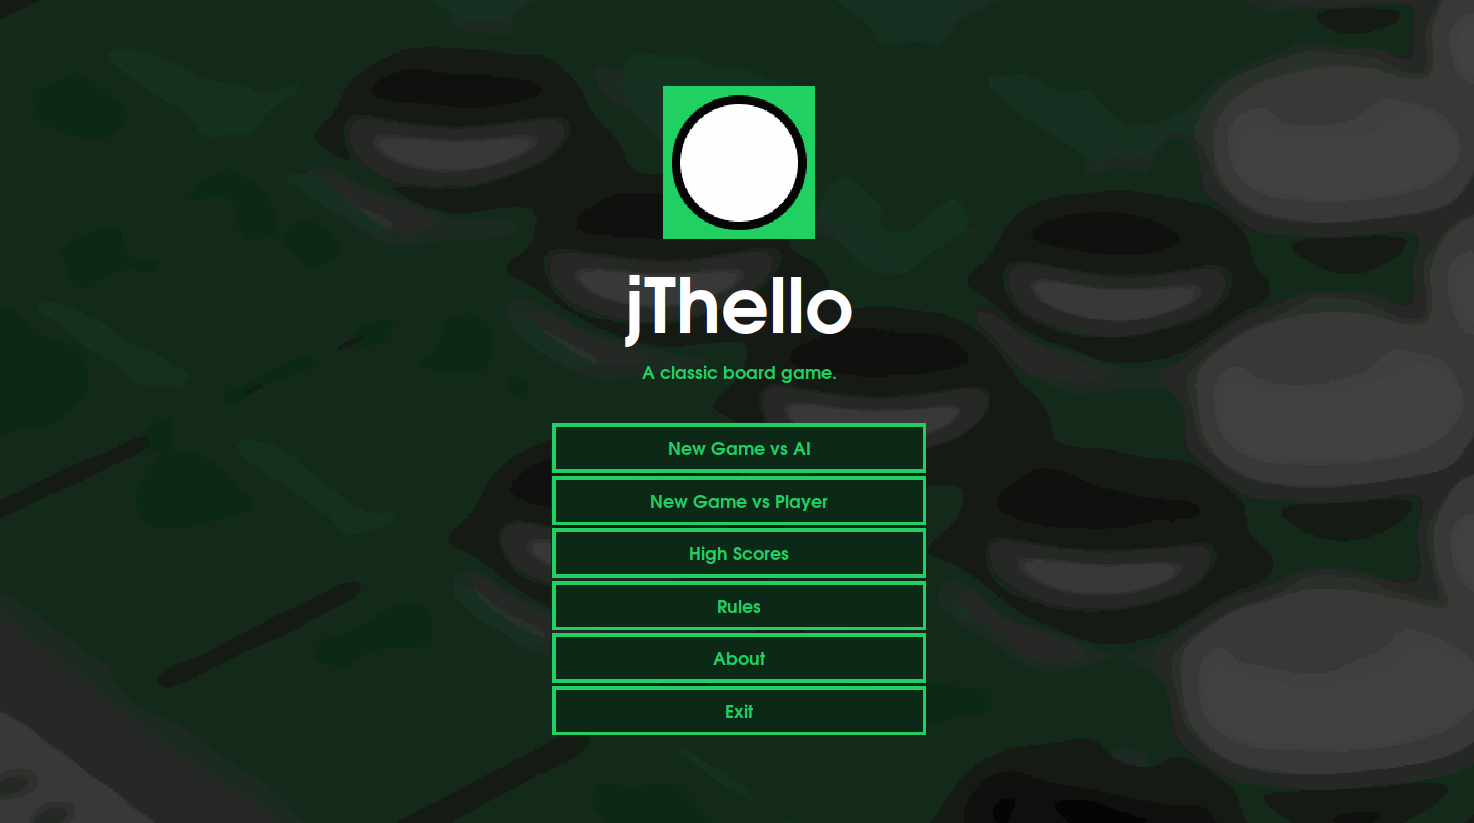 jThello
A classic board game.
New Game vs AI
New Game vs Player
High Scores
Rules
About
Exit